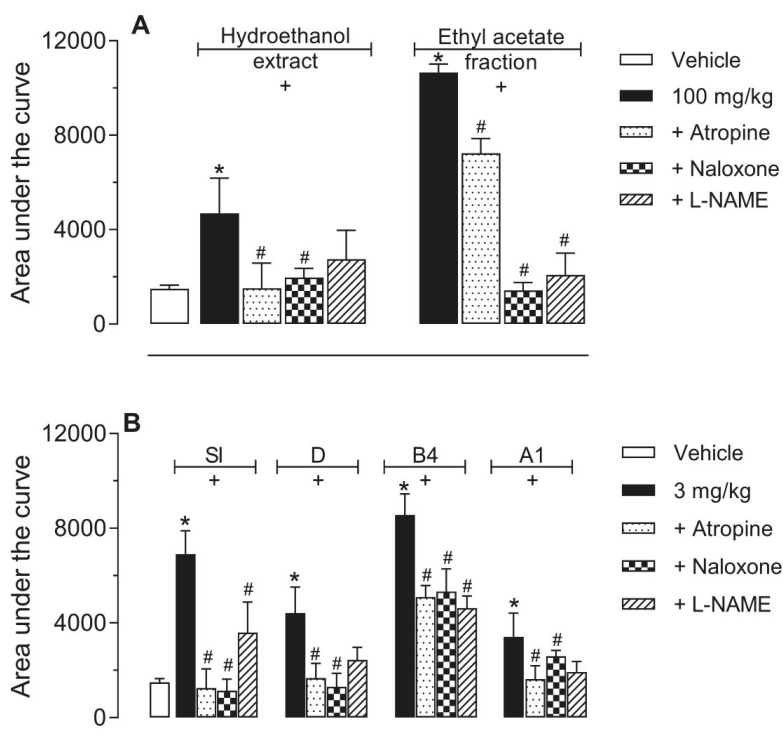 A
Hydroethanol
extract
+
Ethyl acetate
fraction
+
Area under the curve
12000
8000
4000
0
*
#
#
*
#
#
#
Vehicle
100 mg/kg
+ Atropine
+ Naloxone
+ L-NAME
B
SI
+
D
+
B4
+
A1
+
Area under the curve
12000
8000
4000
0
*
#
#
#
*
#
#
*
#
#
#
*
#
#
Vehicle
3 mg/kg
+ Atropine
+ Naloxone
+ L-NAME